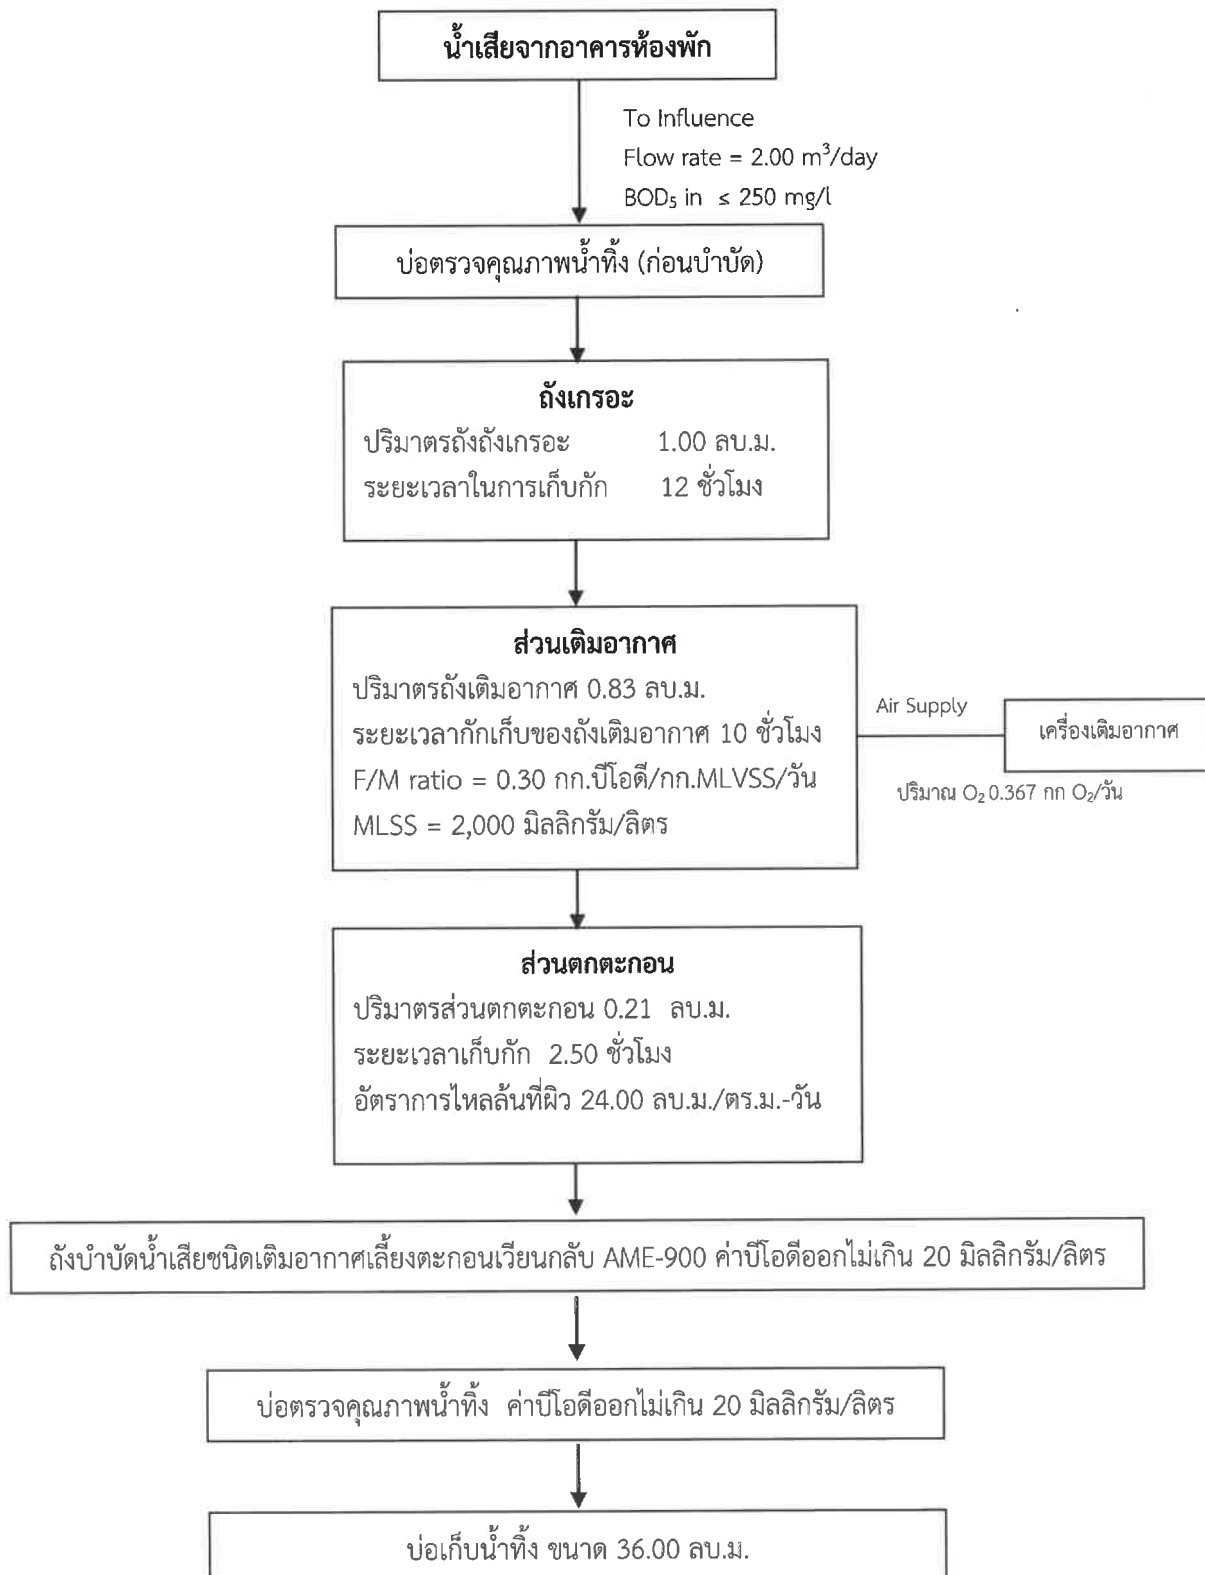 น้ำเสียจากอาคารห้องพัก
To Influence
Flow rate = 2.00 m³/day
BOD₅ in ≤ 250 mg/l
บ่อตรวจคุณภาพน้ำทิ้ง (ก่อนบำบัด)
ถังเกรอะ
ปริมาตรถังถังเกรอะ 1.00 ลบ.ม.
ระยะเวลาในการเก็บกัก 12 ชั่วโมง
ส่วนเติมอากาศ
ปริมาตรถังเติมอากาศ 0.83 ลบ.ม.
ระยะเวลากักเก็บของถังเติมอากาศ 10 ชั่วโมง
F/M ratio = 0.30 กก.บีโอดี/กก.MLVSS/วัน
MLSS = 2,000 มิลลิกรัม/ลิตร
Air Supply
เครื่องเติมอากาศ
ปริมาณ O₂ 0.367 กก O₂/วัน
ส่วนตกตะกอน
ปริมาตรส่วนตกตะกอน 0.21 ลบ.ม.
ระยะเวลาเก็บกัก 2.50 ชั่วโมง
อัตราการไหลล้นที่ผิว 24.00 ลบ.ม./ตร.ม.-วัน
ถังบำบัดน้ำเสียชนิดเติมอากาศเลี้ยงตะกอนเวียนกลับ AME-900 ค่าบีโอดีออกไม่เกิน 20 มิลลิกรัม/ลิตร
บ่อตรวจคุณภาพน้ำทิ้ง ค่าบีโอดีออกไม่เกิน 20 มิลลิกรัม/ลิตร
บ่อเก็บน้ำทิ้ง ขนาด 36.00 ลบ.ม.